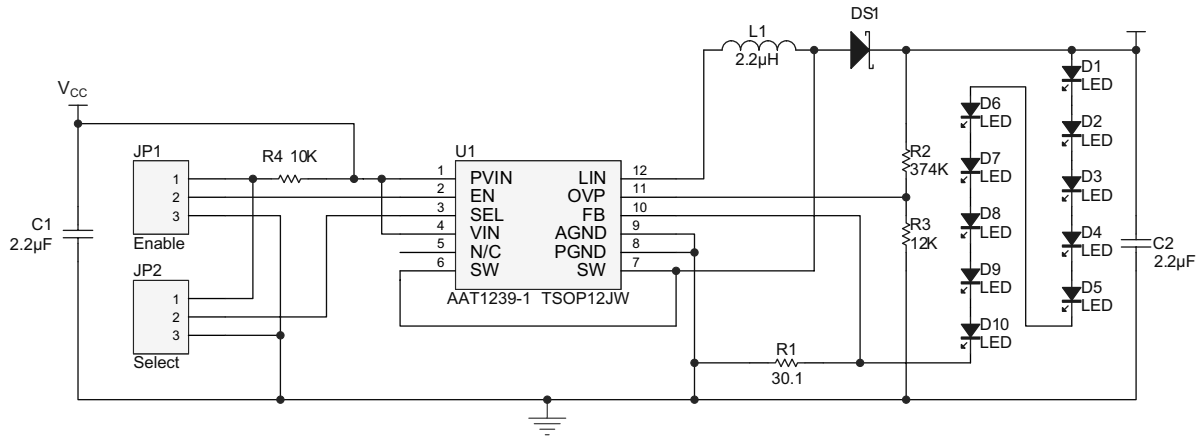 DS1
L1
2.2µH
D1
LED
VCC
D6
LED
D2
LED
JP1
R4 10K
U1
R2
374K
1
2
3
1
2
3
4
5
6
PVIN
EN
SEL
VIN
N/C
SW
LIN
OVP
FB
AGND
PGND
SW
12
11
10
9
8
7
D7
LED
D3
LED
C1
2.2µF
Enable
R3
12K
D8
LED
D4
LED
C2
2.2µF
JP2
1
2
3
Select
AAT1239-1 TSOP12JW
D9
LED
D5
LED
D10
LED
R1
30.1